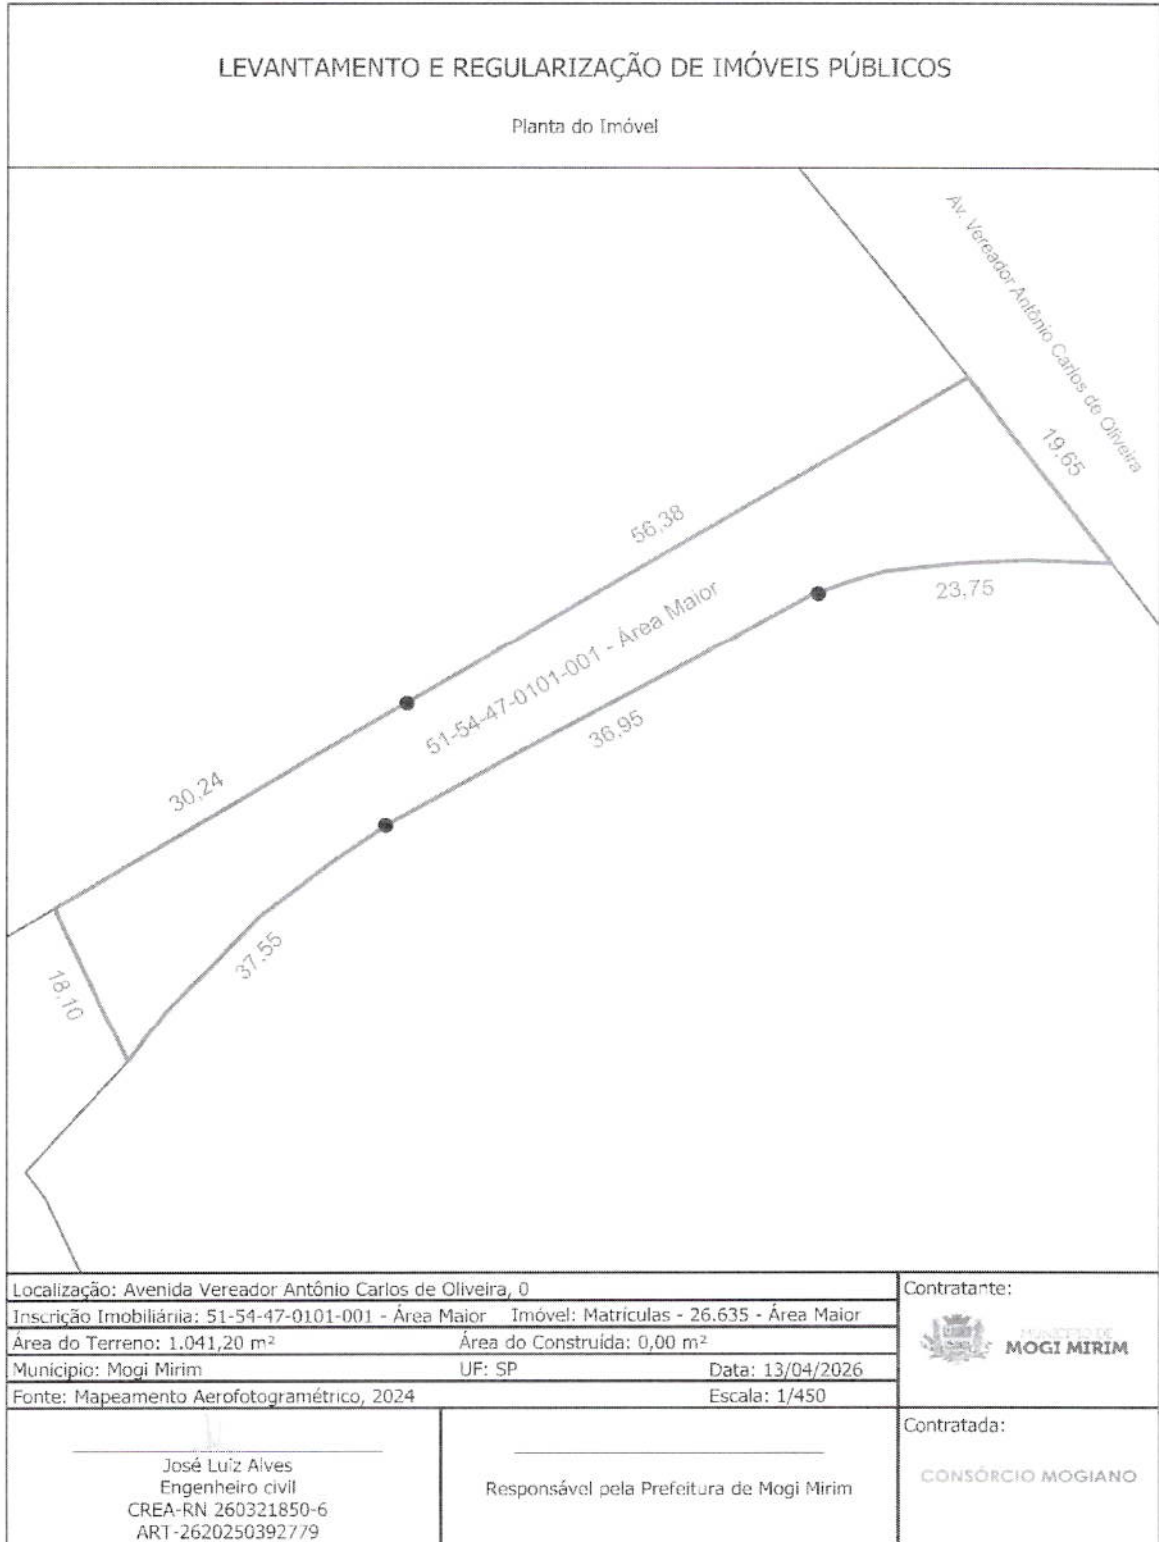 LEVANTAMENTO E REGULARIZAÇÃO DE IMÓVEIS PÚBLICOS
Planta do Imóvel
Av. Vereador Antônio Carlos de Oliveira
19,65
56,38
23,75
51-54-47-0101-001 - Área Maior
36,95
30,24
37,55
18,10
Localização: Avenida Vereador Antônio Carlos de Oliveira, 0
Inscrição Imobiliária: 51-54-47-0101-001 - Área Maior Imóvel: Matrículas - 26.635 - Área Maior
Área do Terreno: 1.041,20 m² Área do Construída: 0,00 m²
Município: Mogi Mirim UF: SP Data: 13/04/2026
Fonte: Mapeamento Aerofotogramétrico, 2024 Escala: 1/450
Contratante:
MUNICÍPIO DE
MOGI MIRIM
José Luiz Alves
Engenheiro civil
CREA-RN 260321850-6
ART-2620250392779
Responsável pela Prefeitura de Mogi Mirim
Contratada:
CONSÓRCIO MOGIANO